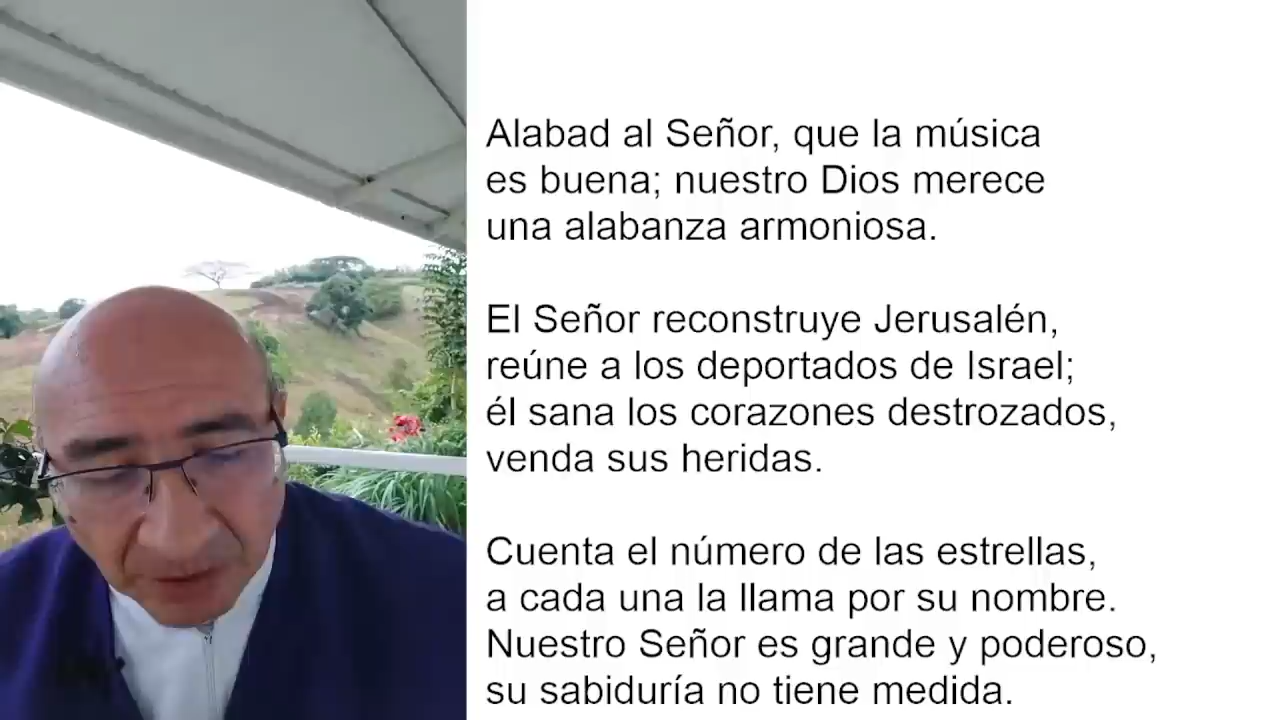 Alabad al Señor, que la música
es buena; nuestro Dios merece
una alabanza armoniosa.
El Señor reconstruye Jerusalén,
reúne a los deportados de Israel;
él sana los corazones destrozados,
venda sus heridas.
Cuenta el número de las estrellas,
a cada una la llama por su nombre.
Nuestro Señor es grande y poderoso,
su sabiduría no tiene medida.